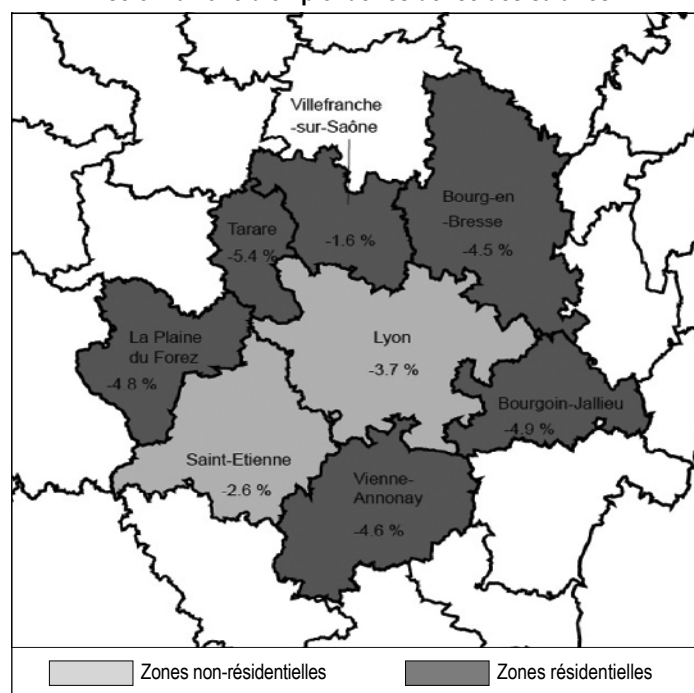 Villefranche
-sur-Saône
-1.6 %
Bourg-en
-Bresse
-4.5 %
Tarare
-5.4 %
Lyon
-3.7 %
La Plaine
du Forez
-4.8 %
Bourgoin-Jallieu
-4.9 %
Saint-Etienne
-2.6 %
Vienne-
Annonay
-4.6 %
Zones non-résidentielles
Zones résidentielles